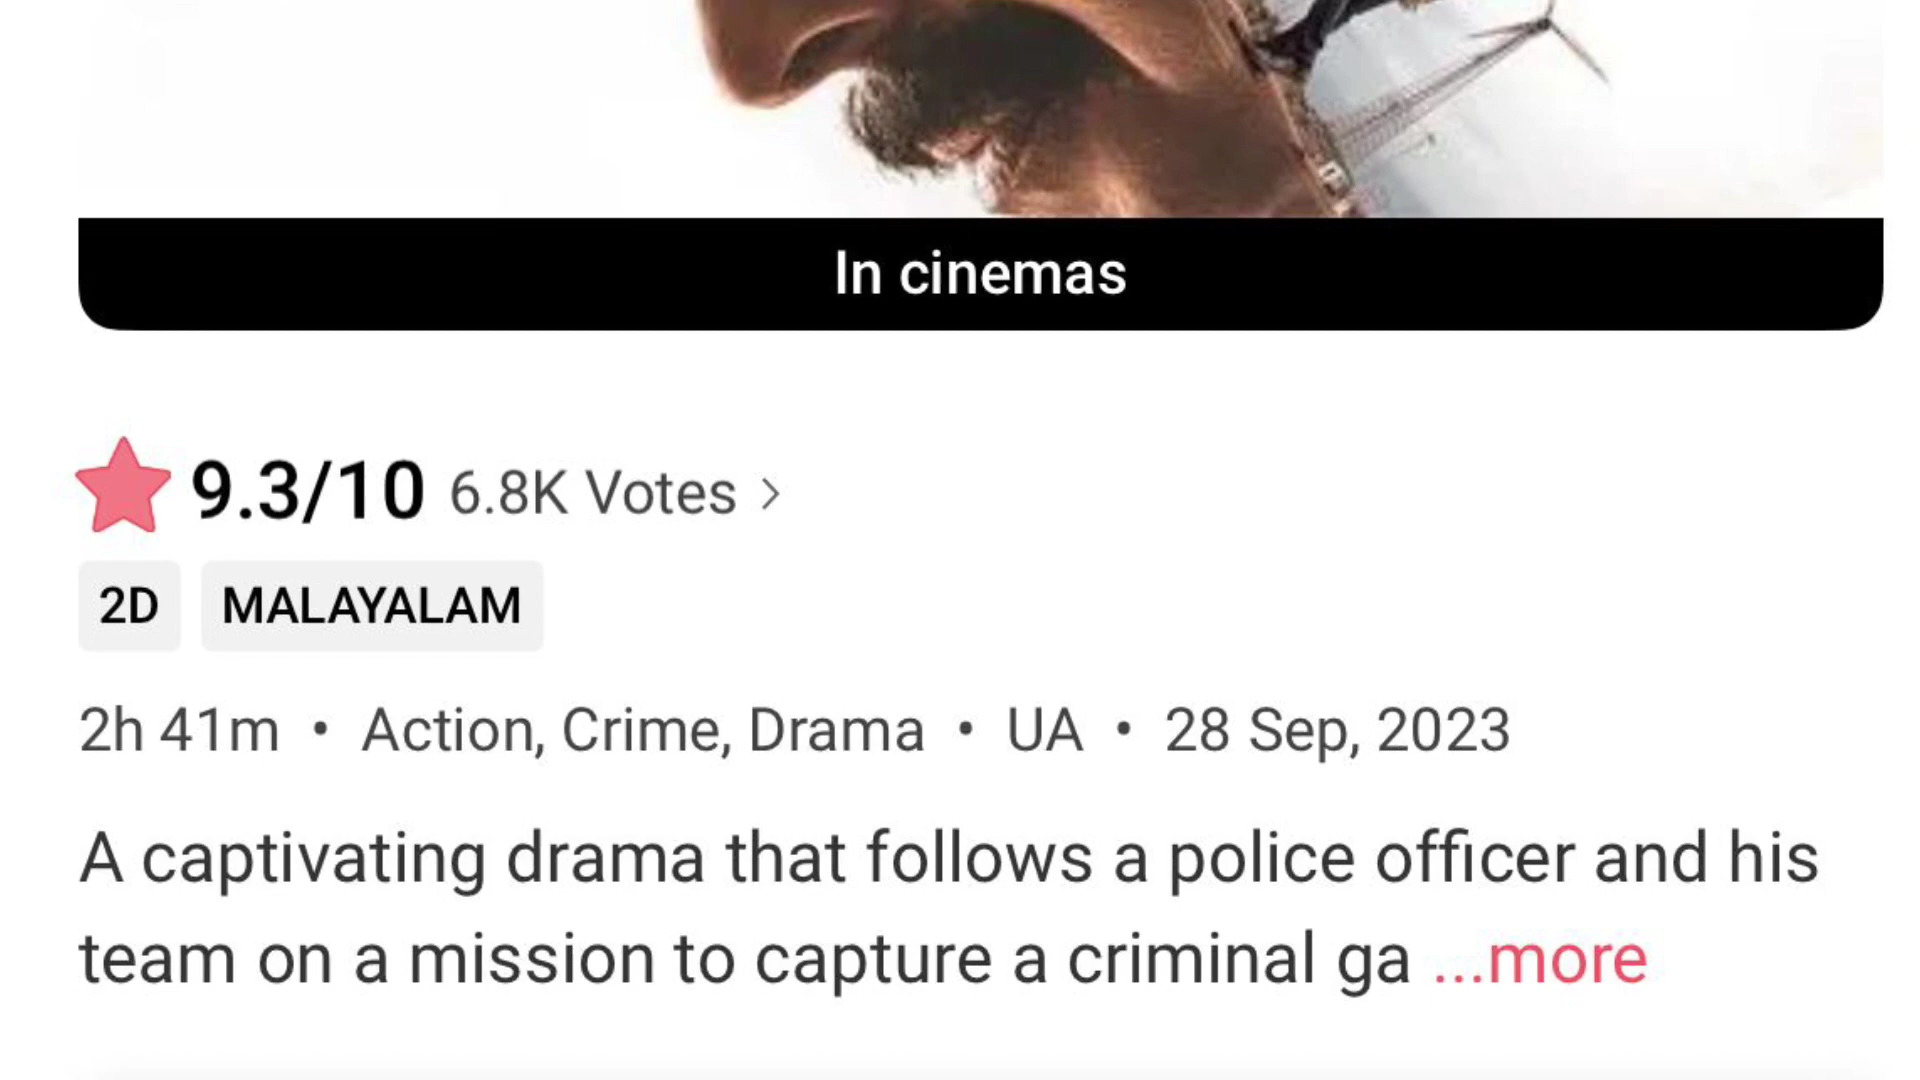 In cinemas
9.3/10 6.8K Votes >
2D MALAYALAM
2h 41m • Action, Crime, Drama • UA • 28 Sep, 2023
A captivating drama that follows a police officer and his
team on a mission to capture a criminal ga ...more